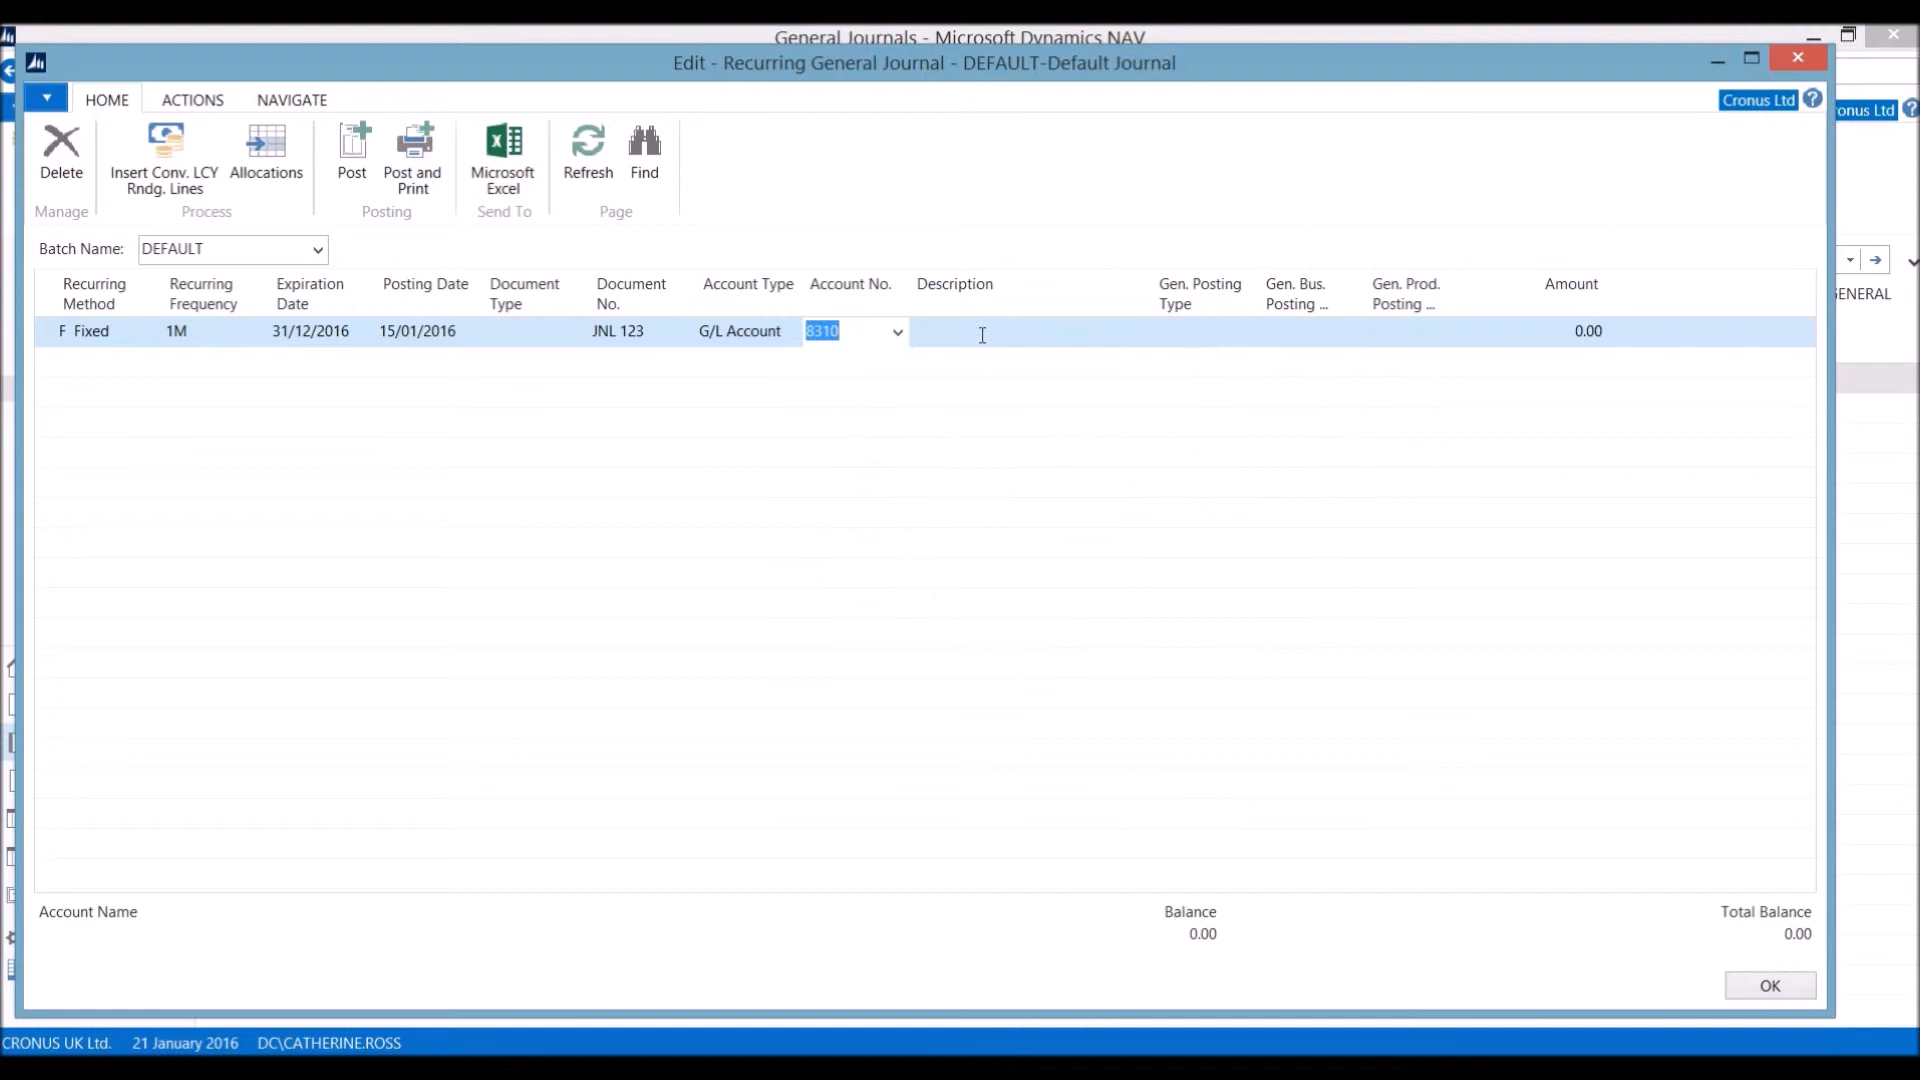 General Journals - Microsoft Dynamics NAV
Edit - Recurring General Journal - DEFAULT-Default Journal
HOME ACTIONS NAVIGATE
Cronus Ltd ?
onus Ltd ?
Delete
Insert Conv. LCY
Rndg. Lines
Allocations
Post
Post and
Print
Microsoft
Excel
Refresh
Find
Manage Process Posting Send To Page
Batch Name: DEFAULT
Recurring
Method
Recurring
Frequency
Expiration
Date
Posting Date
Document
Type
Document
No.
Account Type
Account No.
Description
Gen. Posting
Type
Gen. Bus.
Posting ...
Gen. Prod.
Posting ...
Amount
ENERAL
F Fixed 1M 31/12/2016 15/01/2016 JNL 123 G/L Account 8310 0.00
Account Name Balance Total Balance
0.00 0.00
OK
CRONUS UK Ltd. 21 January 2016 DC\CATHERINE.ROSS